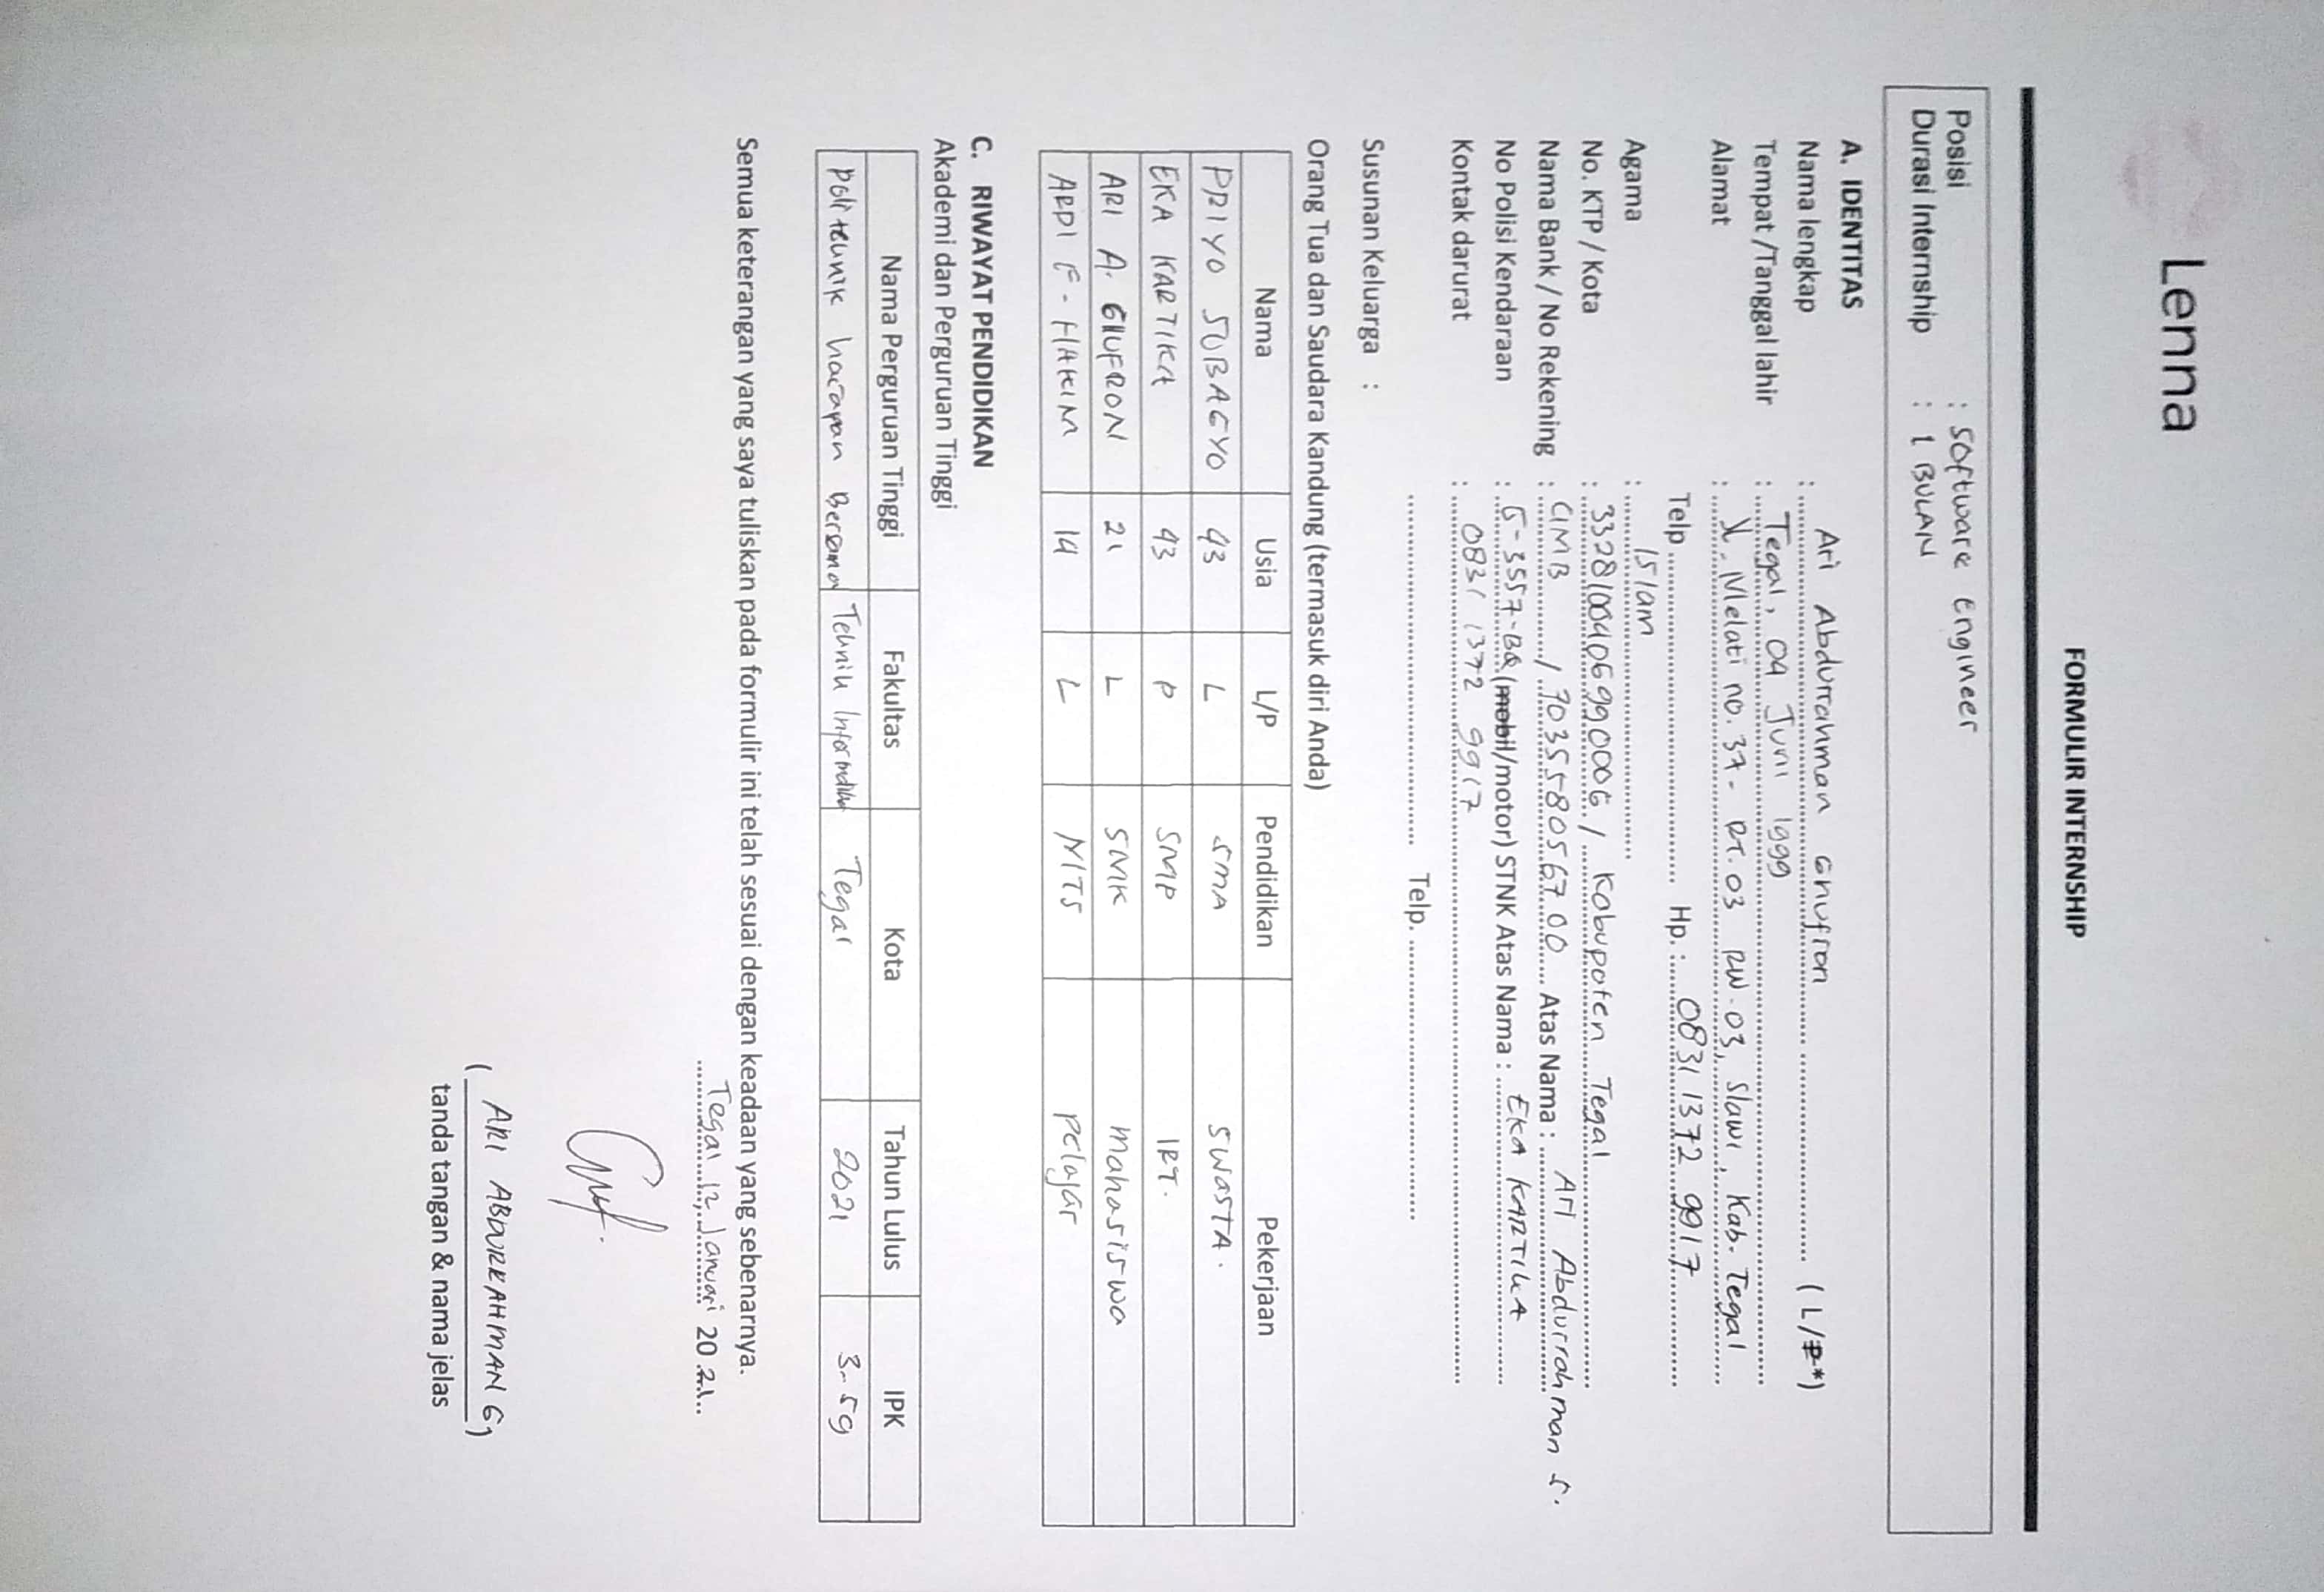 Lenna
FORMULIR INTERNSHIP
Posisi : Software Engineer
Durasi Internship : 1 BULAN
A. IDENTITAS
Nama lengkap : Ari Abdurrahman Ghufron ( L/P*)
Tempat /Tanggal lahir : Tegal, 04 Juni 1999
Alamat : Jl. Melati no. 37 - RT. 03 RW. 03, Slawi, Kab. Tegal
Telp Hp. : 0831 1372 9917
Agama : Islam
No. KTP / Kota : 3328100406990006 / Kabupaten Tegal
Nama Bank / No Rekening : CIMB / 7035580567 00 Atas Nama : Ari Abdurrahman G.
No Polisi Kendaraan : G-3557-BQ (mobil/motor) STNK Atas Nama : EKA KARTIKA
Kontak darurat : 0831 1372 9917
Telp.
Susunan Keluarga :
Orang Tua dan Saudara Kandung (termasuk diri Anda)
Nama Usia L/P Pendidikan Pekerjaan
PRIYO SUBAGYO 43 L SMA SWASTA.
EKA KARTIKA 43 P SMP IRT.
ARI A. GHUFRON 21 L SMK Mahasiswa
ARDI F - HAKIM 14 L MTS pelajar
C. RIWAYAT PENDIDIKAN
Akademi dan Perguruan Tinggi
Nama Perguruan Tinggi Fakultas Kota Tahun Lulus IPK
Politeknik harapan Bersama Teknik Informatika Tegal 2021 3.59
Semua keterangan yang saya tuliskan pada formulir ini telah sesuai dengan keadaan yang sebenarnya.
Tegal 12, Januari 20 21
( ARI ABDURRAHMAN G )
tanda tangan & nama jelas